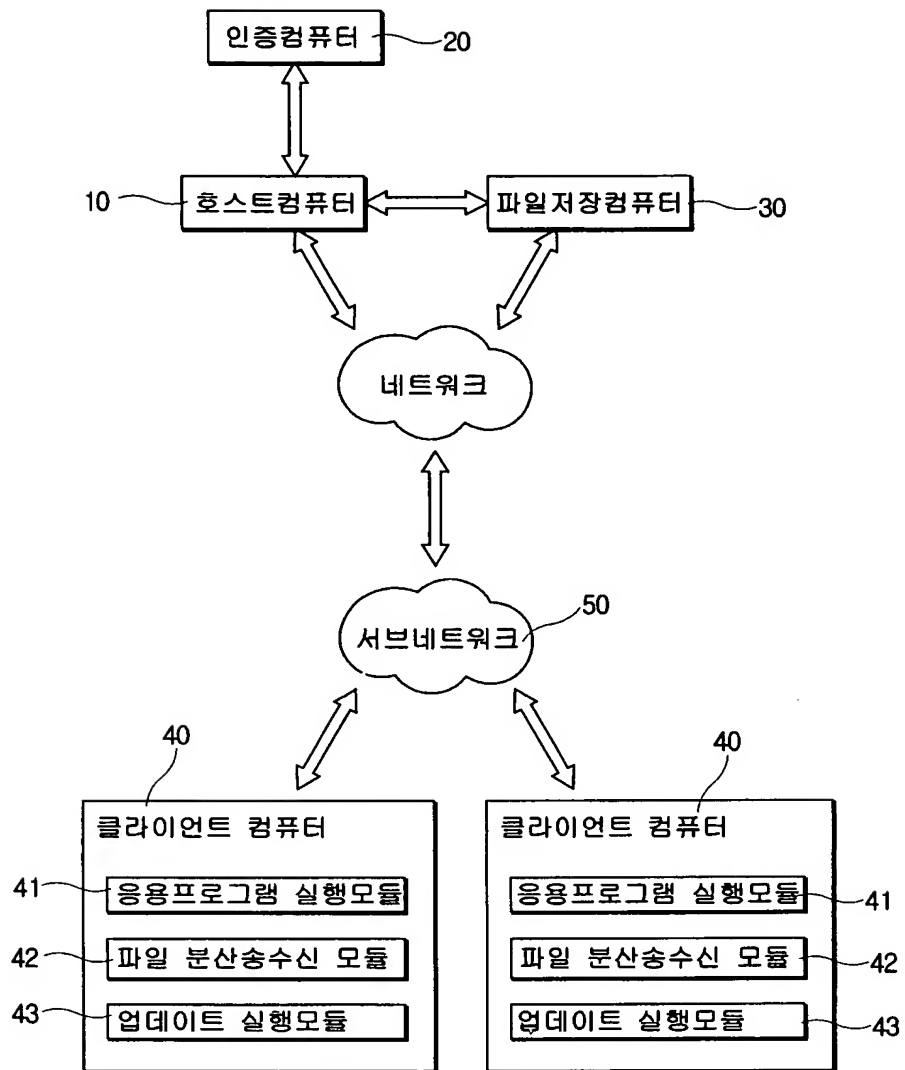 인증컴퓨터
20
10
호스트컴퓨터
파일저장컴퓨터
30
네트워크
서브네트워크
50
40
40
클라이언트 컴퓨터
클라이언트 컴퓨터
41
응용프로그램 실행모듈
응용프로그램 실행모듈
41
42
파일 분산송수신 모듈
파일 분산송수신 모듈
42
43
업데이트 실행모듈
업데이트 실행모듈
43